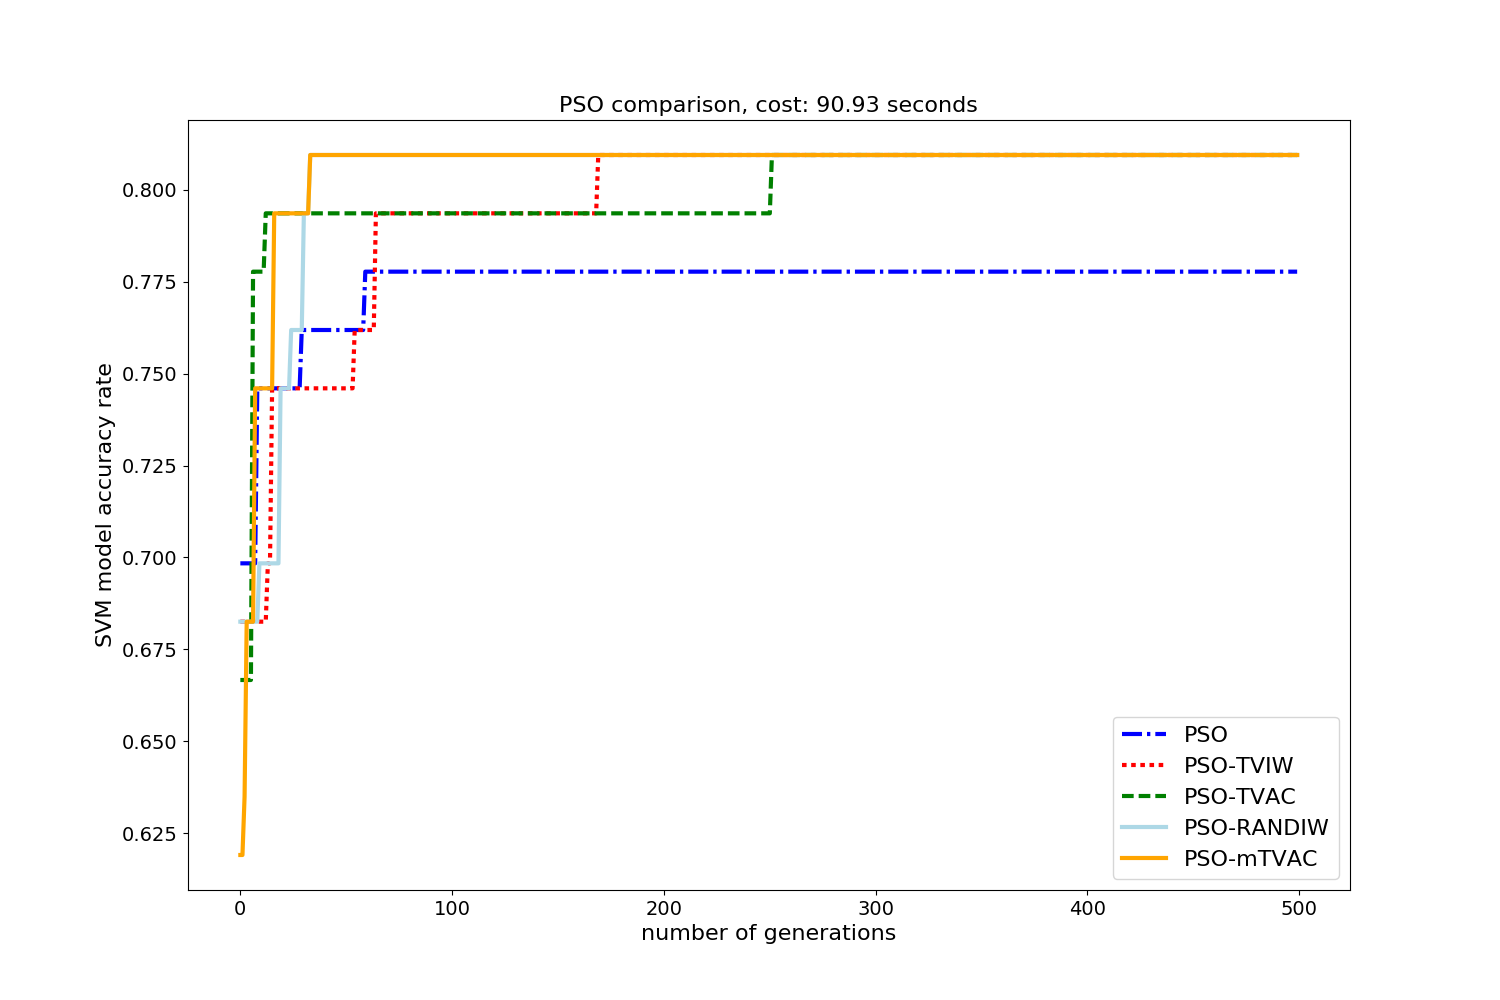 PSO comparison, cost: 90.93 seconds
SVM model accuracy rate
0.800
0.775
0.750
0.725
0.700
0.675
0.650
0.625
0 100 200 300 400 500
number of generations
PSO
PSO-TVIW
PSO-TVAC
PSO-RANDIW
PSO-mTVAC